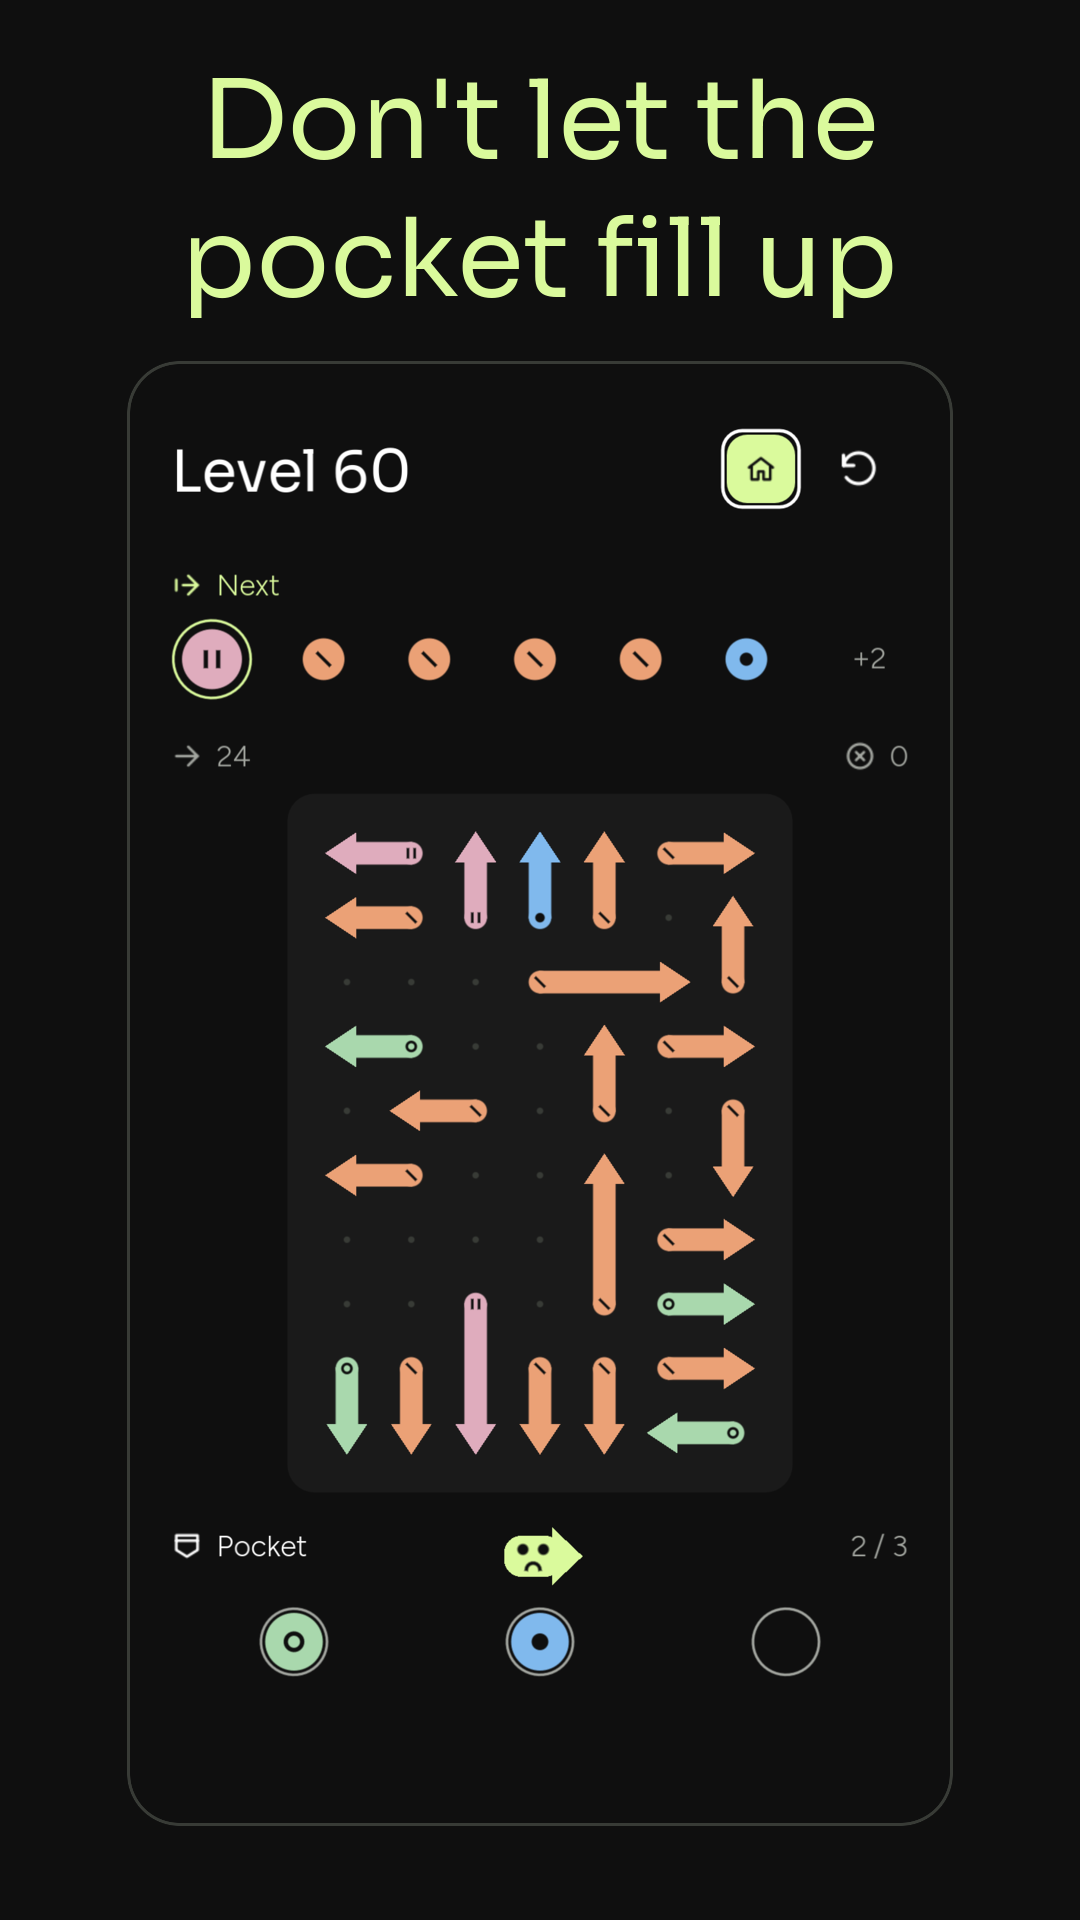 Don't let the
pocket fill up
Level 60
Next
+2
24
0
Pocket
2 / 3